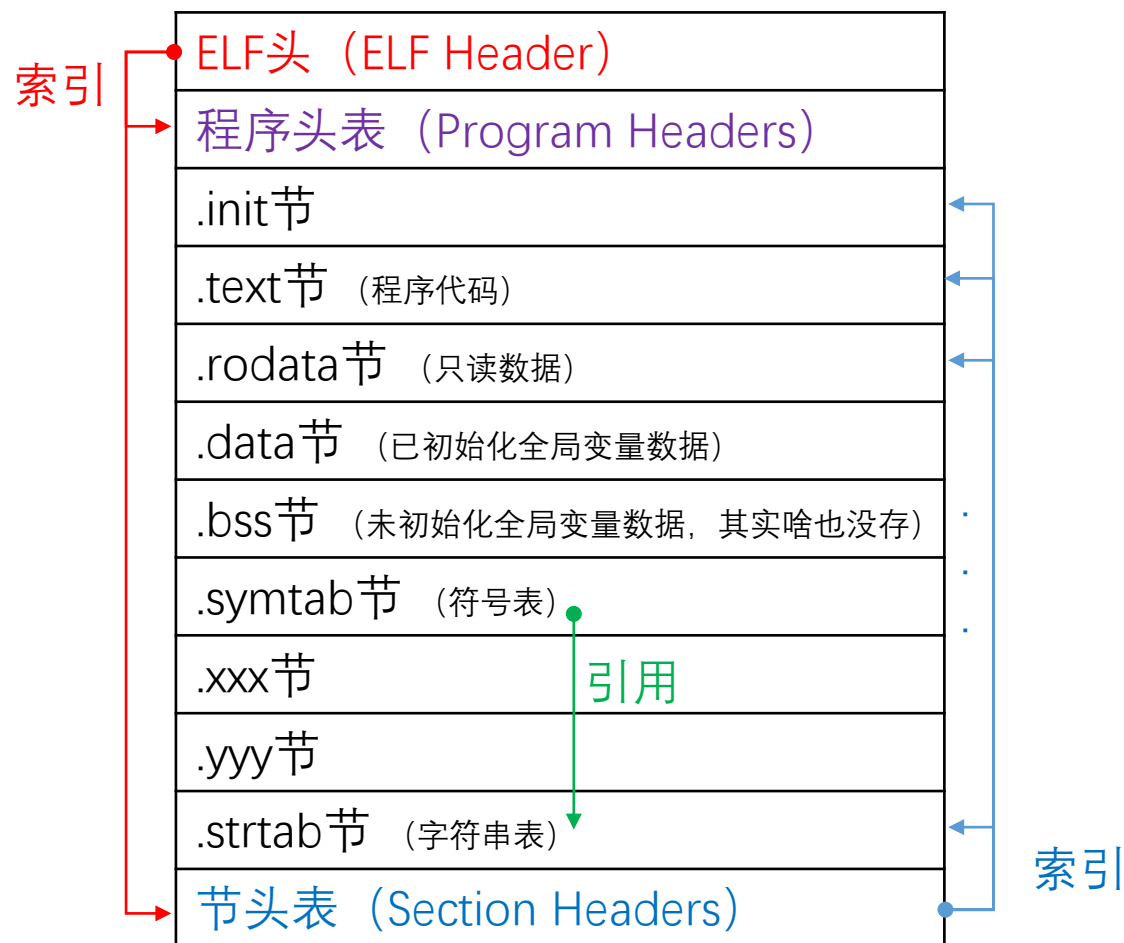 ELF头（ELF Header）
索引
程序头表（Program Headers）
.init节
.text节 （程序代码）
.rodata节 （只读数据）
.data节 （已初始化全局变量数据）
.bss节 （未初始化全局变量数据，其实啥也没存）
.symtab节 （符号表）
.xxx节
引用
.yyy节
.strtab节 （字符串表）
索引
节头表（Section Headers）